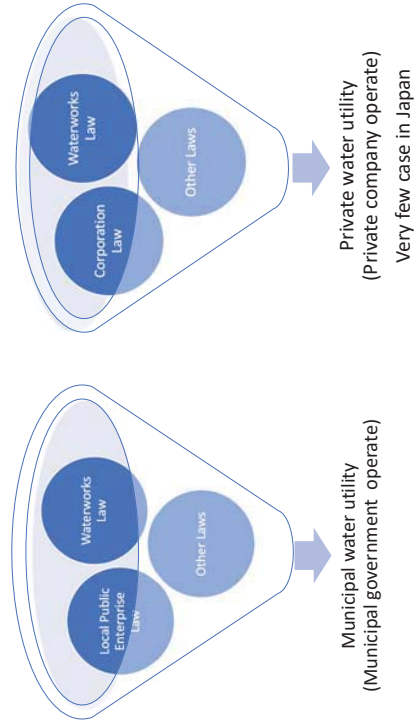 Local Public
Enterprise
Law
Waterworks
Law
Other Laws
Municipal water utility
(Municipal government operate)
Corporation
Law
Waterworks
Law
Other Laws
Private water utility
(Private company operate)
Very few case in Japan